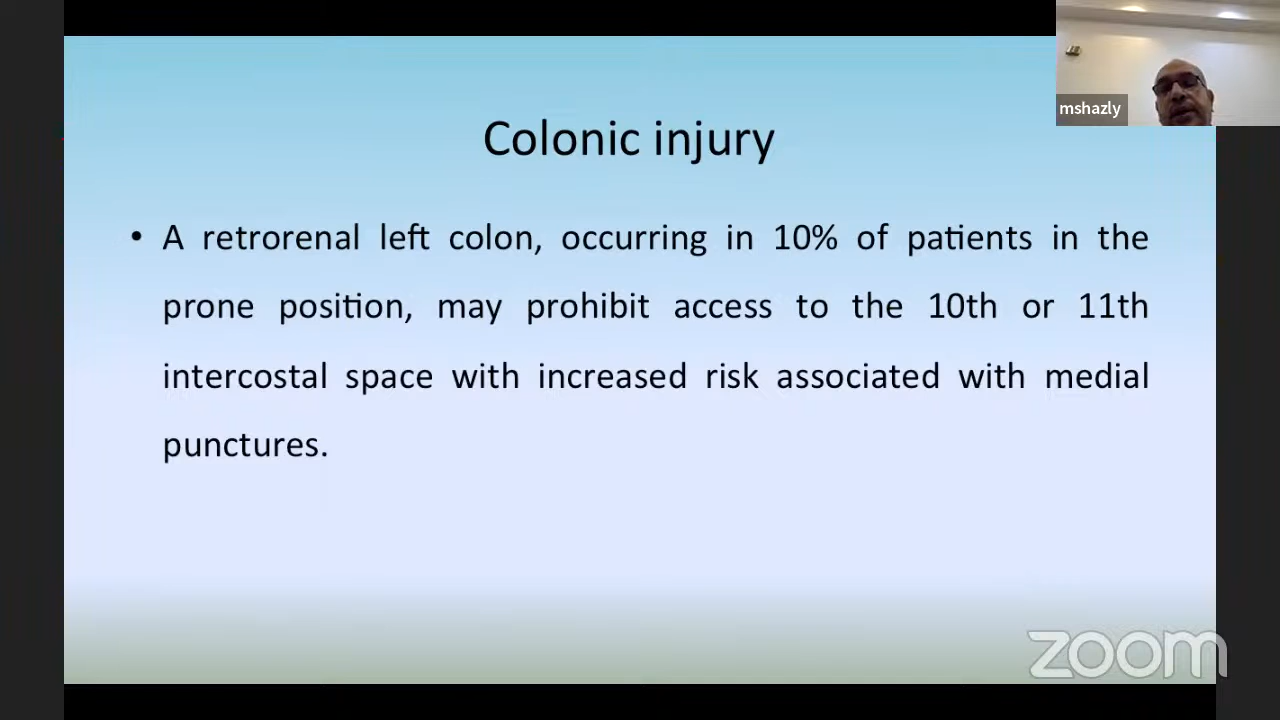 mshazly
Colonic injury
• A retrorenal left colon, occurring in 10% of patients in the
prone position, may prohibit access to the 10th or 11th
intercostal space with increased risk associated with medial
punctures.
zoom